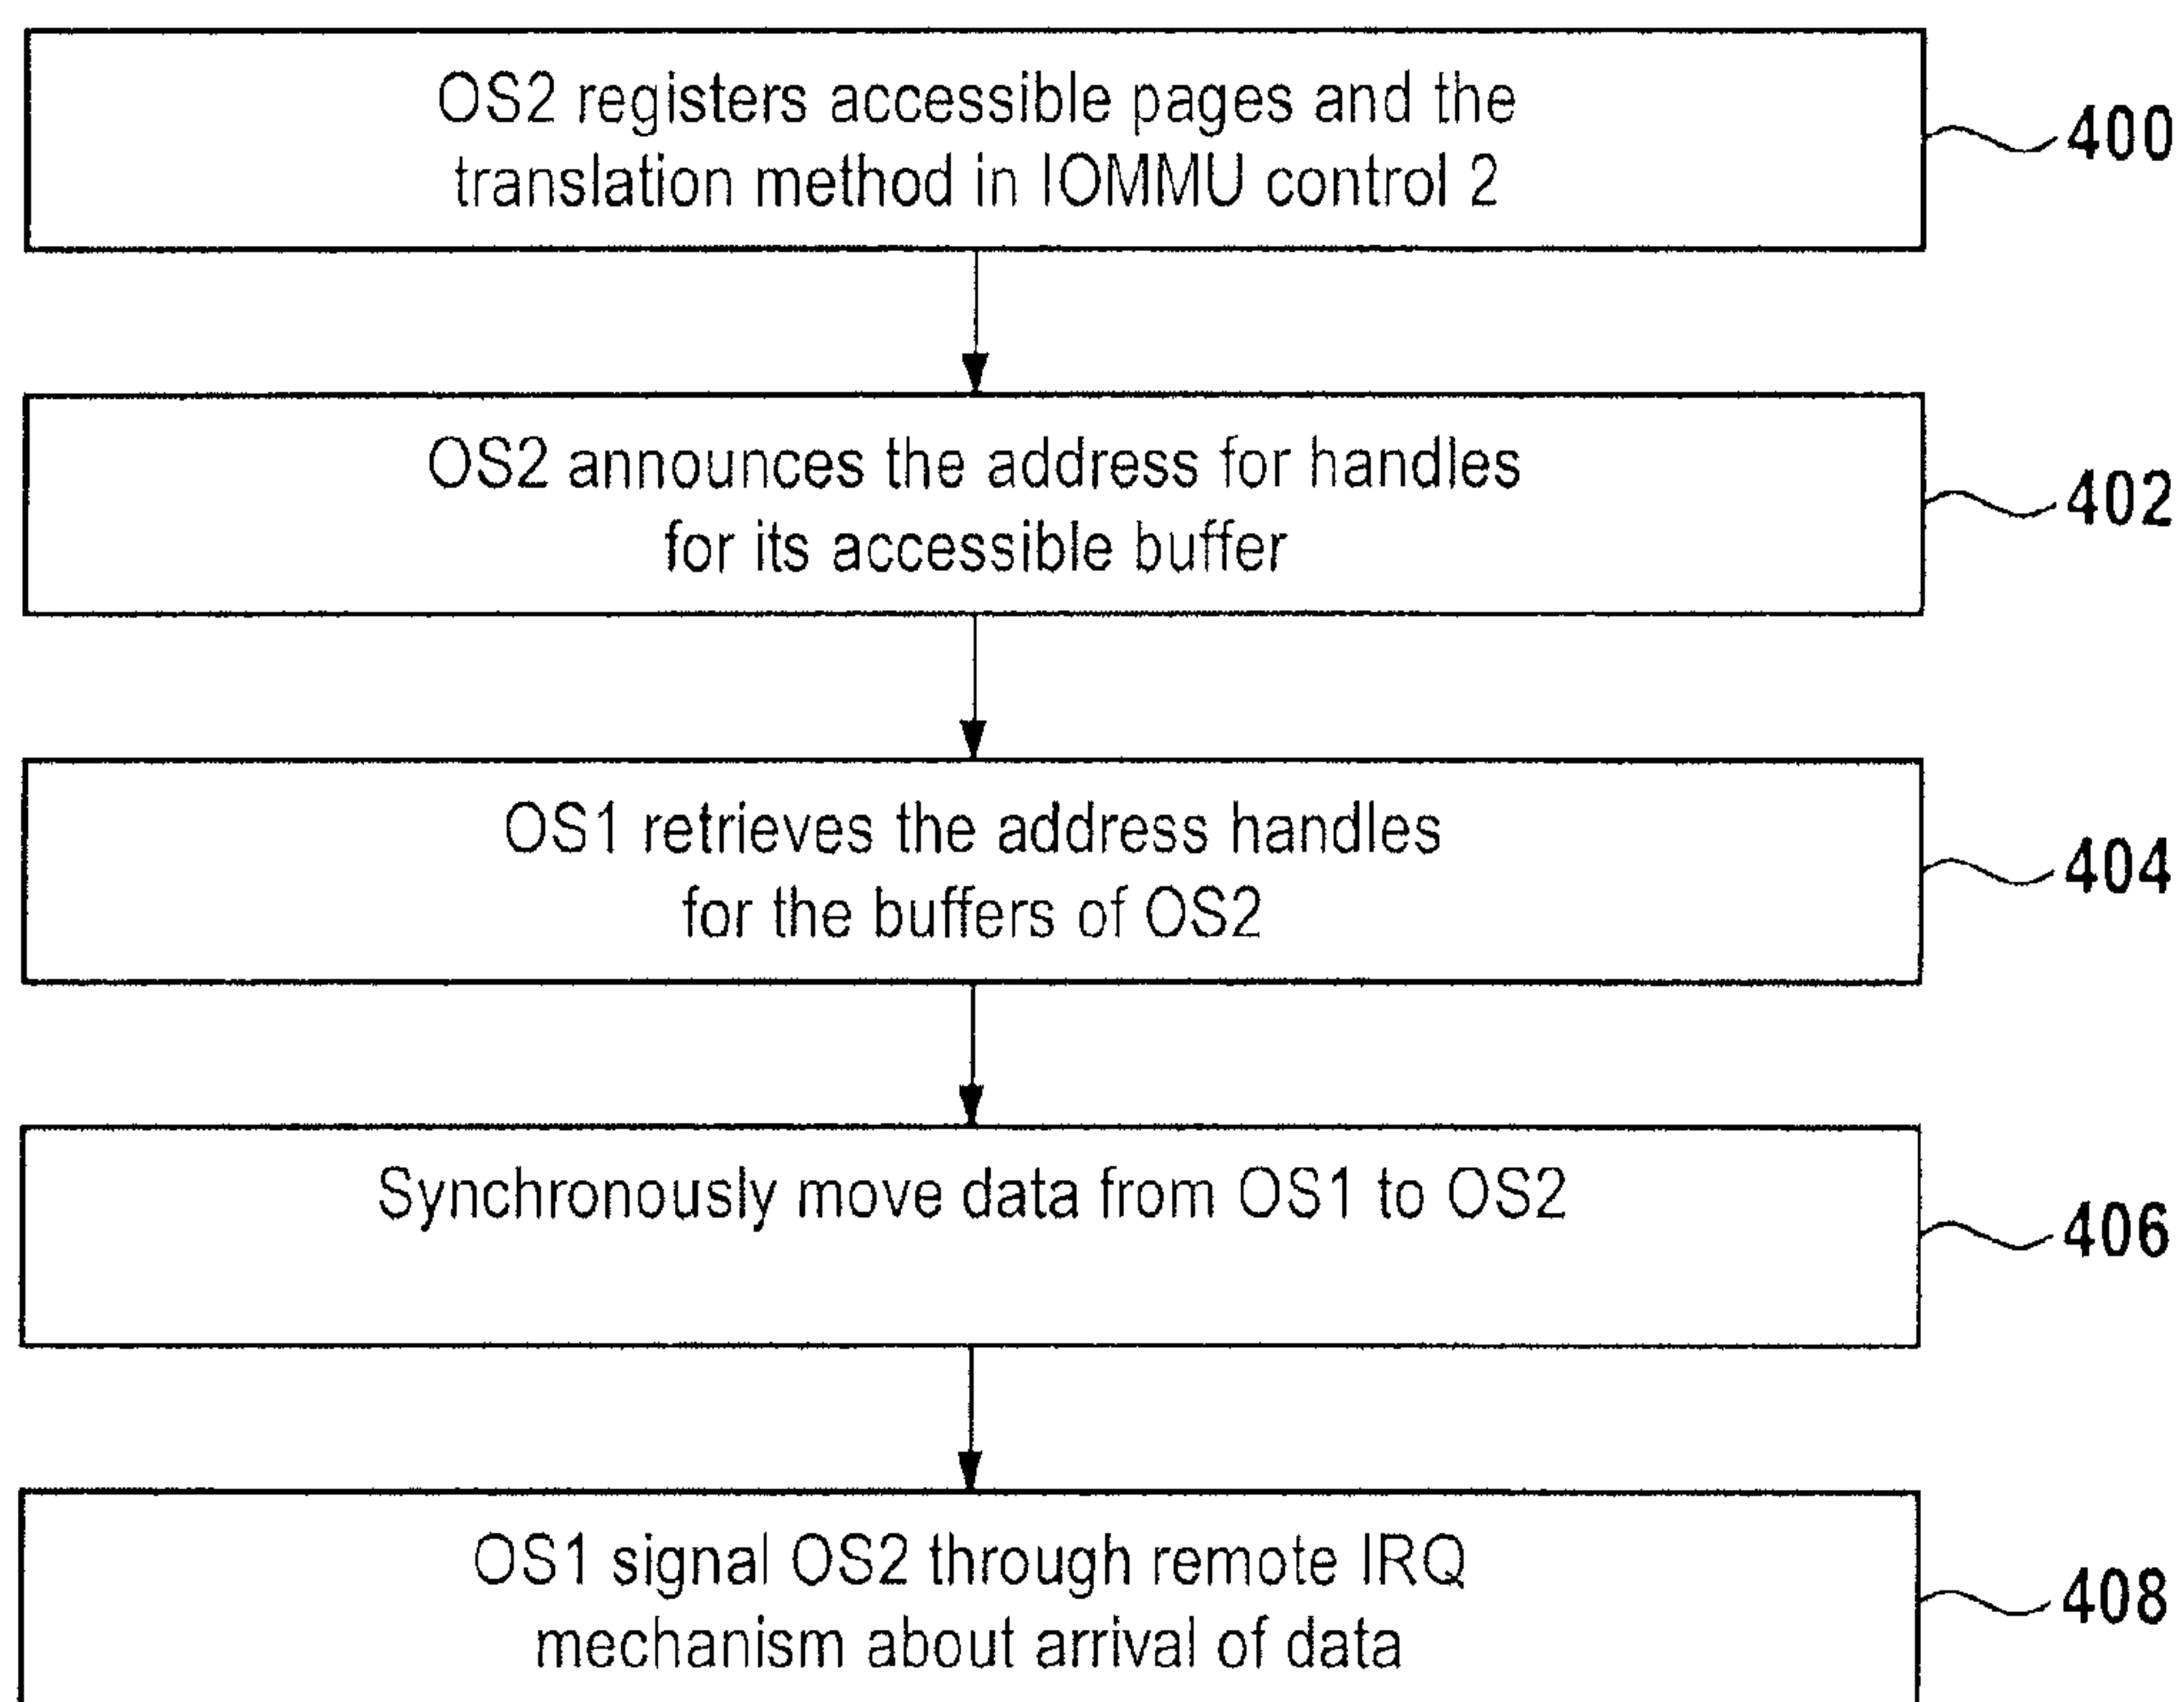 OS2 registers accessible pages and the
translation method in IOMMU control 2
400
OS2 announces the address for handles
for its accessible buffer
402
OS1 retrieves the address handles
for the buffers of OS2
404
Synchronously move data from OS1 to OS2
406
OS1 signal OS2 through remote IRQ
mechanism about arrival of data
408